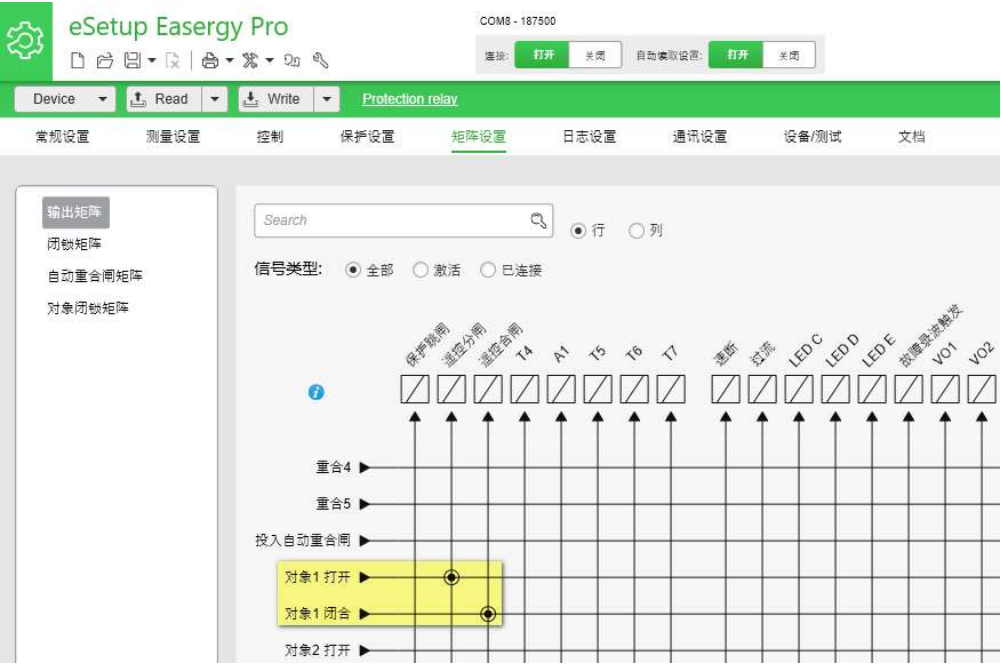 eSetup Easergy Pro
COM8 - 187500
连接: 打开 关闭 自动读取设置: 打开 关闭
Device Read Write Protection relay
常规设置 测量设置 控制 保护设置 矩阵设置 日志设置 通讯设置 设备/测试 文档
输出矩阵
闭锁矩阵
自动重合闸矩阵
对象闭锁矩阵
Search 行 列
信号类型: 全部 激活 已连接
保护跳闸 遥控分闸 遥控合闸 T4 A1 T5 T6 T7 速断 过流 LED C LED D LED E 故障录波触发 VO1 VO2
重合4
重合5
投入自动重合闸
对象1 打开
对象1 闭合
对象2 打开